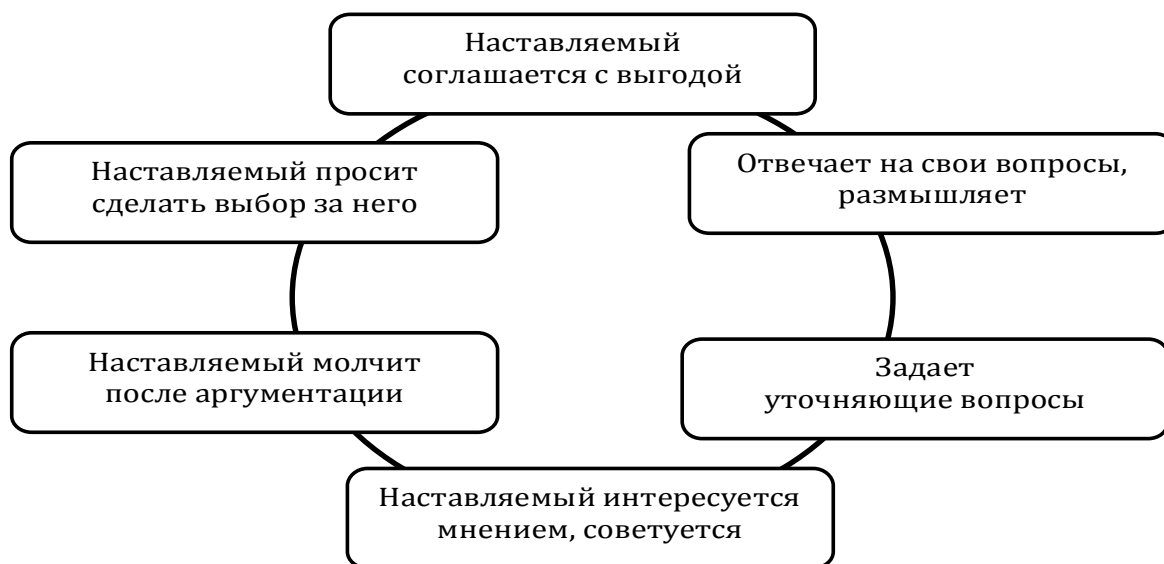 Наставляемый
соглашается с выгодой
Наставляемый просит
сделать выбор за него
Отвечает на свои вопросы,
размышляет
Наставляемый молчит
после аргументации
Задает
уточняющие вопросы
Наставляемый интересуется
мнением, советуется